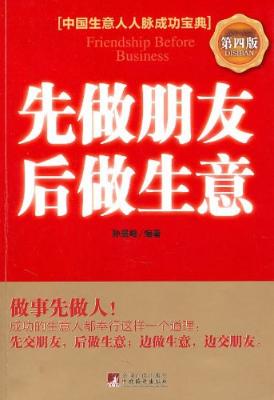 [中国生意人人脉成功宝典]
Friendship Before
Business
第四版
DISIBAN
先做朋友
后做生意
编著
做事先做人!
成功的生意人都奉行这样一个道理:
先交朋友,后做生意;边做生意,边交朋友。